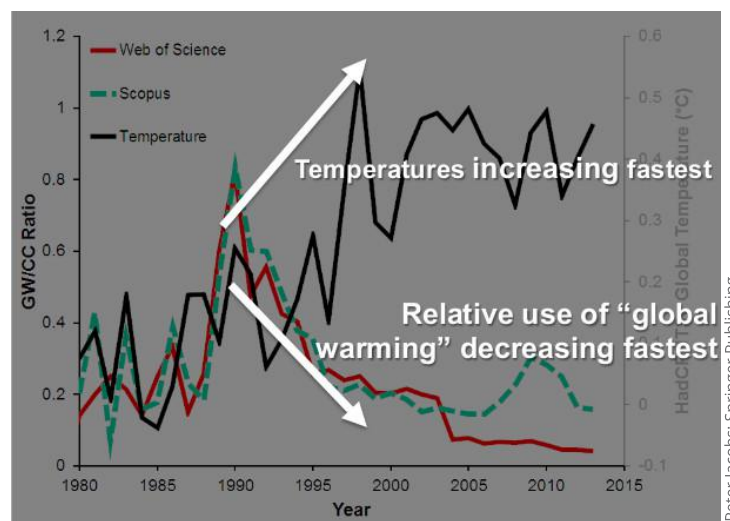 1.2
1
0.8
0.6
0.4
0.2
0
GW/CC Ratio
Web of Science
Scopus
Temperature
Temperatures increasing fastest
Relative use of “global
warming” decreasing fastest
0.6
0.5
0.4
0.3
0.2
0
-0.1
Global Temperature (°C)
1980
1985
1990
1995
2000
2005
2010
2015
Year
Peter Jacobs; Springer Publishing